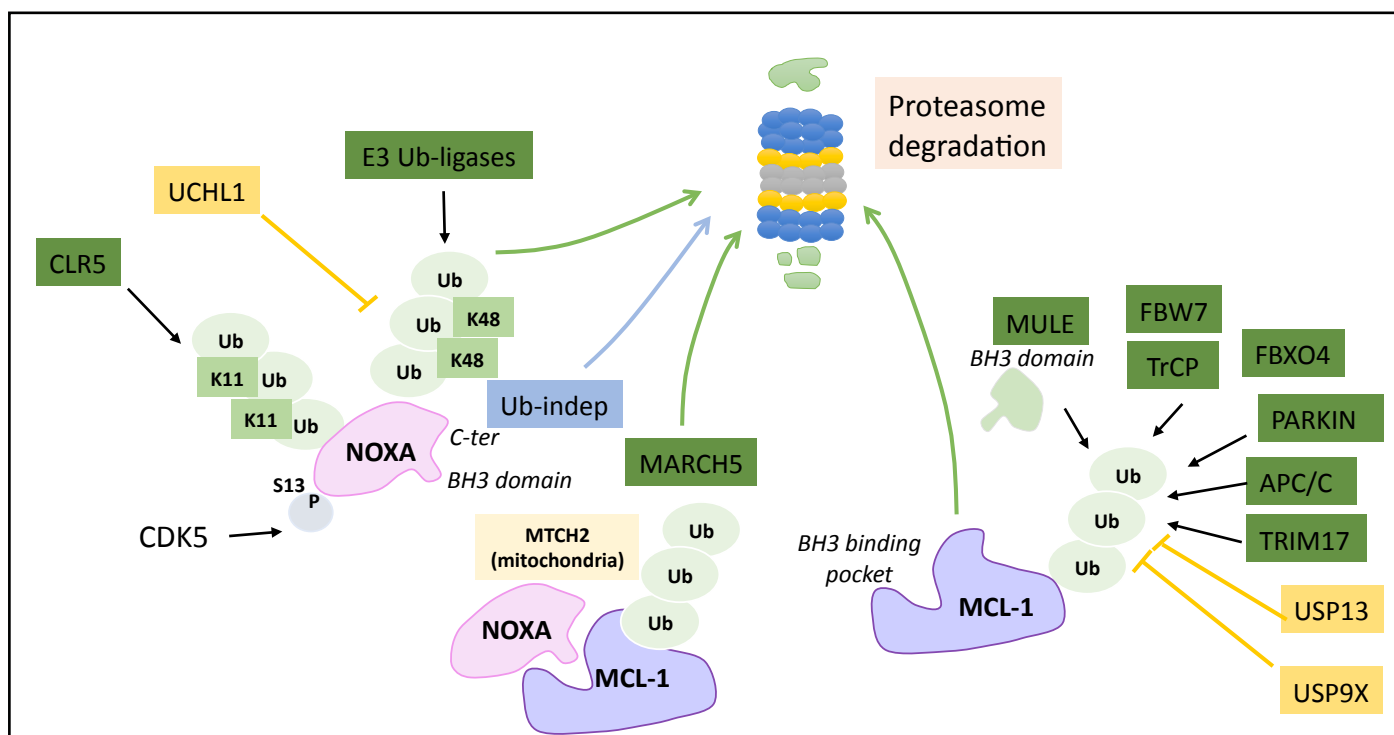 Proteasome
degradation
E3 Ub-ligases
UCHL1
CLR5
Ub
Ub
K48
K48
Ub
Ub
K11
Ub
K11
Ub
NOXA
C-ter
BH3 domain
S13
P
CDK5
Ub-indep
MARCH5
MTCH2
(mitochondria)
Ub
Ub
Ub
NOXA
MCL-1
MULE
BH3 domain
FBW7
TrCP
FBXO4
PARKIN
APC/C
TRIM17
Ub
Ub
Ub
BH3 binding
pocket
MCL-1
USP13
USP9X